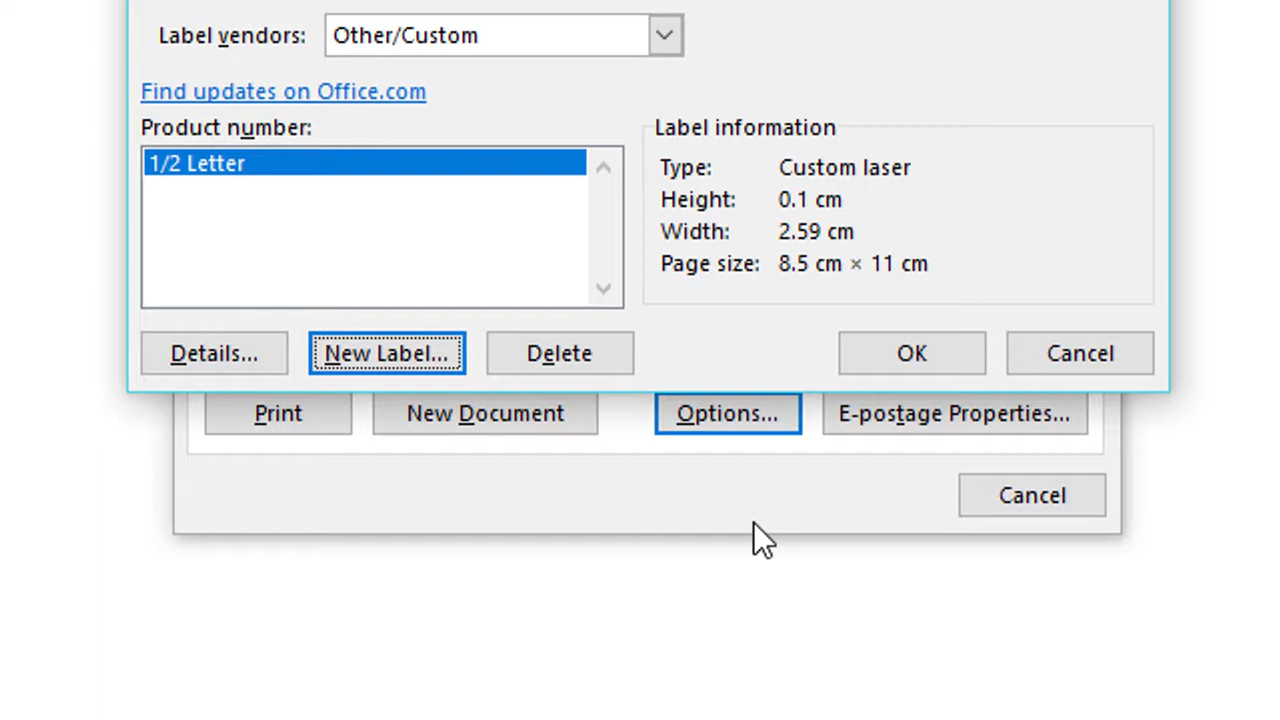 Label vendors: Other/Custom
Find updates on Office.com
Product number:
1/2 Letter
Label information
Type: Custom laser
Height: 0.1 cm
Width: 2.59 cm
Page size: 8.5 cm × 11 cm
Details... New Label... Delete OK Cancel
Print New Document Options... E-postage Properties...
Cancel